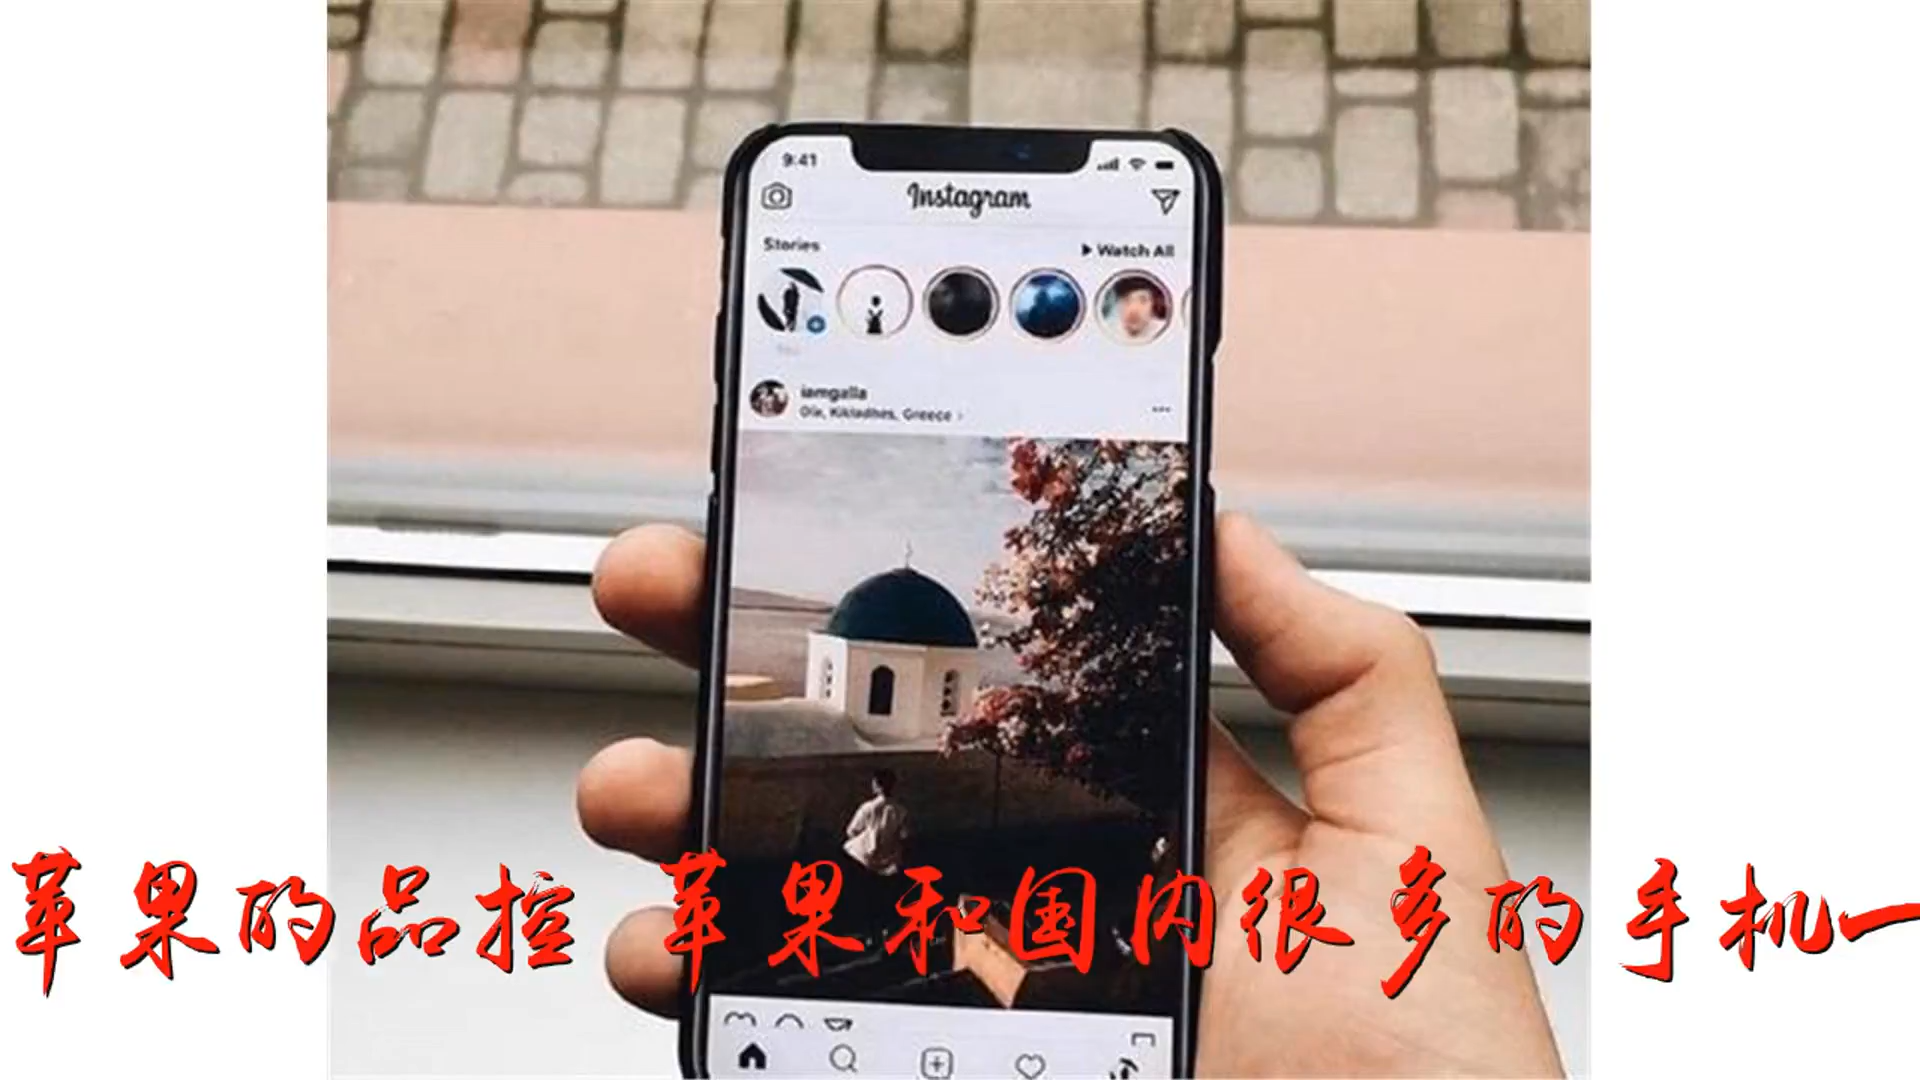 9:41
Instagram
Stories
Watch All
iamgalla
Oia, Kikladhes, Greece
苹果的品控 苹果和国内很多的手机一